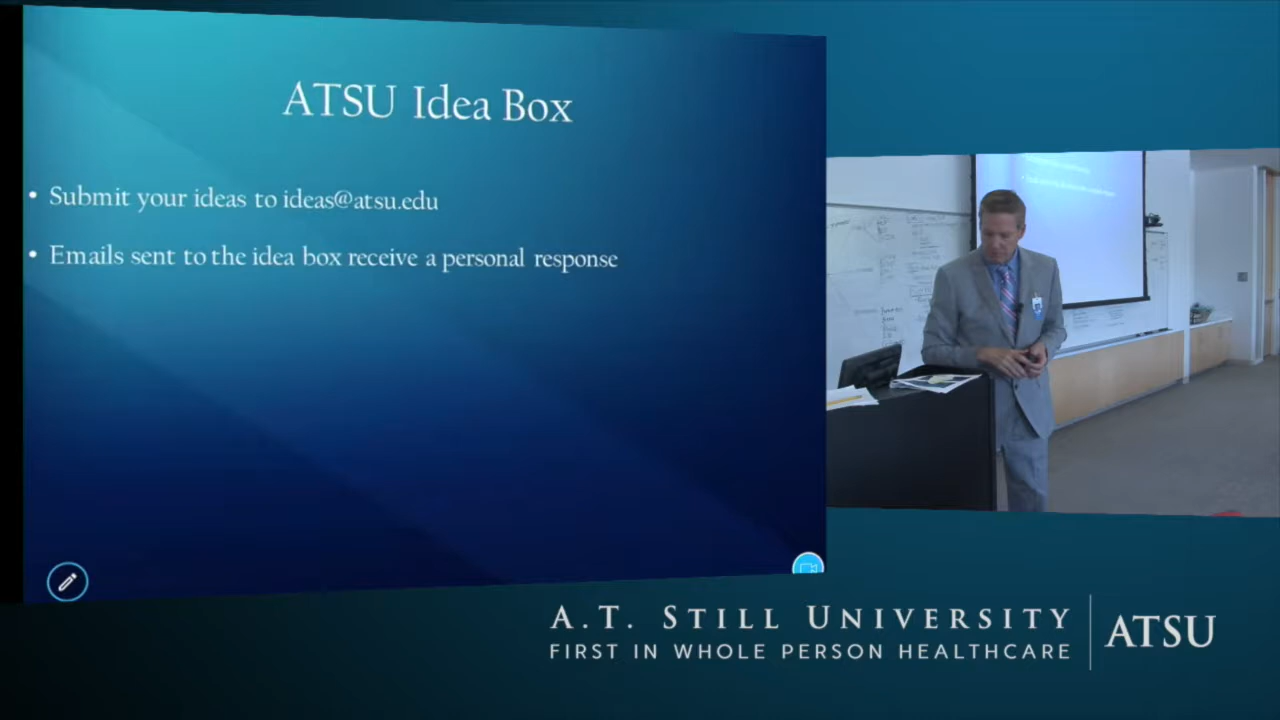 ATSU Idea Box
• Submit your ideas to ideas@atsu.edu
• Emails sent to the idea box receive a personal response
A.T. STILL UNIVERSITY
FIRST IN WHOLE PERSON HEALTHCARE
ATSU